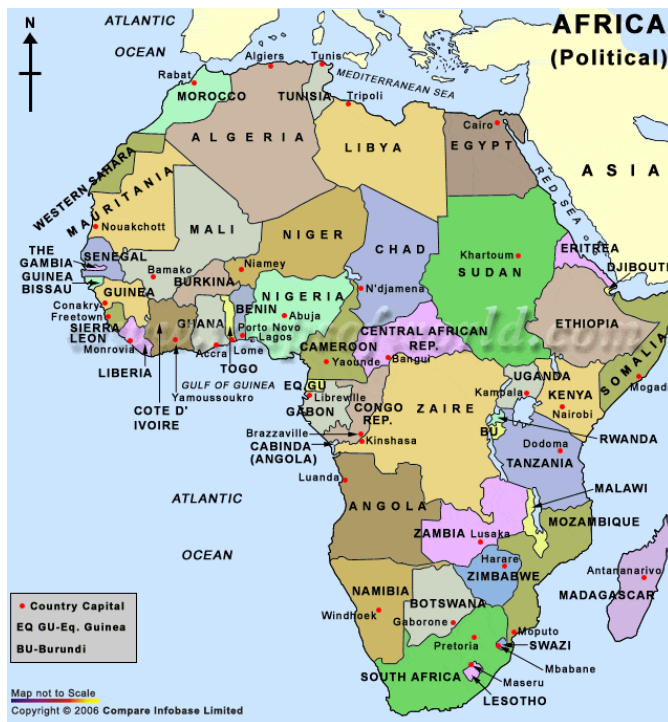 AFRICA
(Political)
N
ATLANTIC
OCEAN
Algiers
Tunis
MEDITERRANEAN SEA
Rabat
MOROCCO
TUNISIA
Tripoli
ALGERIA
LIBYA
Cairo
EGYPT
ASIA
WESTERN SAHARA
MAURITANIA
RED SEA
Nouakchott
MALI
NIGER
CHAD
Khartoum
SUDAN
ERITREA
DJIBOUTI
THE
GAMBIA
SENEGAL
GUINEA
BISSAU
Bamako
Niamey
BURKINA
N'djamena
GUINEA
Conakry
Freetown
SIERRA
LEON
Monrovia
LIBERIA
GHANA
BENIN
NIGERIA
Abuja
Porto Novo
Lagos
Accra
Lome
TOGO
Yamoussoukro
COTE D'
IVOIRE
GULF OF GUINEA
CENTRAL AFRICAN
REP.
Bangui
CAMEROON
Yaounde
ETHIOPIA
SOMALIA
Mogad
EQ GU
Libreville
GABON
CONGO
REP.
ZAIRE
UGANDA
Kampala
KENYA
Nairobi
BU
RWANDA
Brazzaville
Kinshasa
CABINDA
(ANGOLA)
Dodoma
TANZANIA
Luanda
ANGOLA
MALAWI
ATLANTIC
OCEAN
ZAMBIA
Lusaka
MOZAMBIQUE
Harare
ZIMBABWE
Antananarivo
MADAGASCAR
NAMIBIA
Windhoek
BOTSWANA
Gaborone
Pretoria
Moputo
SWAZI
Mbabane
SOUTH AFRICA
Maseru
LESOTHO
Country Capital
EQ GU-Eq. Guinea
BU-Burundi
Map not to Scale
Copyright © 2006 Compare Infobase Limited